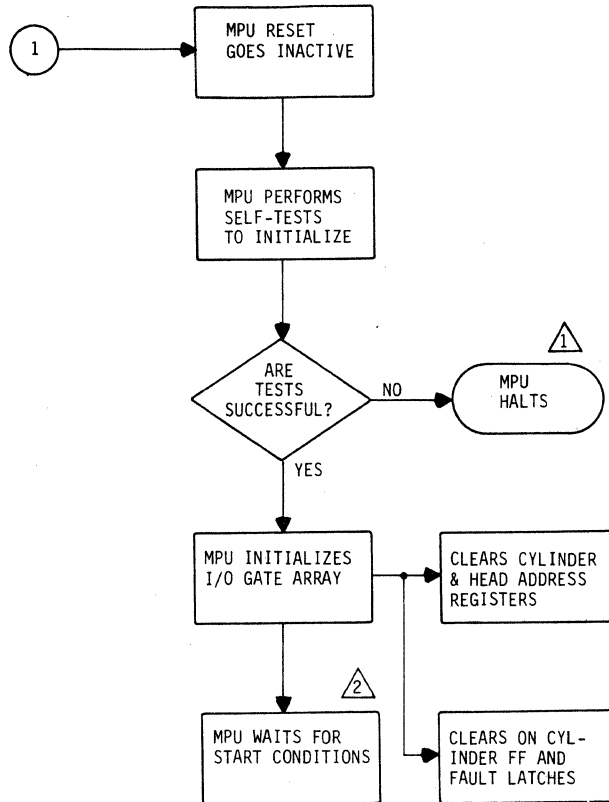 1
MPU RESET
GOES INACTIVE
MPU PERFORMS
SELF-TESTS
TO INITIALIZE
ARE
TESTS
SUCCESSFUL?
NO
1
MPU
HALTS
YES
MPU INITIALIZES
I/O GATE ARRAY
CLEARS CYLINDER
& HEAD ADDRESS
REGISTERS
2
MPU WAITS FOR
START CONDITIONS
CLEARS ON CYL-
INDER FF AND
FAULT LATCHES